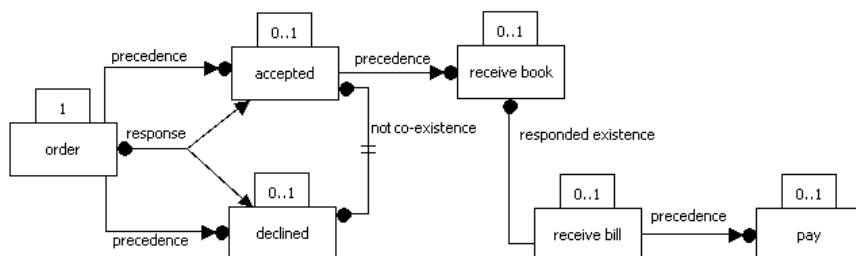 0..1
0..1
precedence
accepted
precedence
receive book
1
order
response
not co-existence
responded existence
0..1
0..1
0..1
precedence
declined
receive bill
precedence
pay